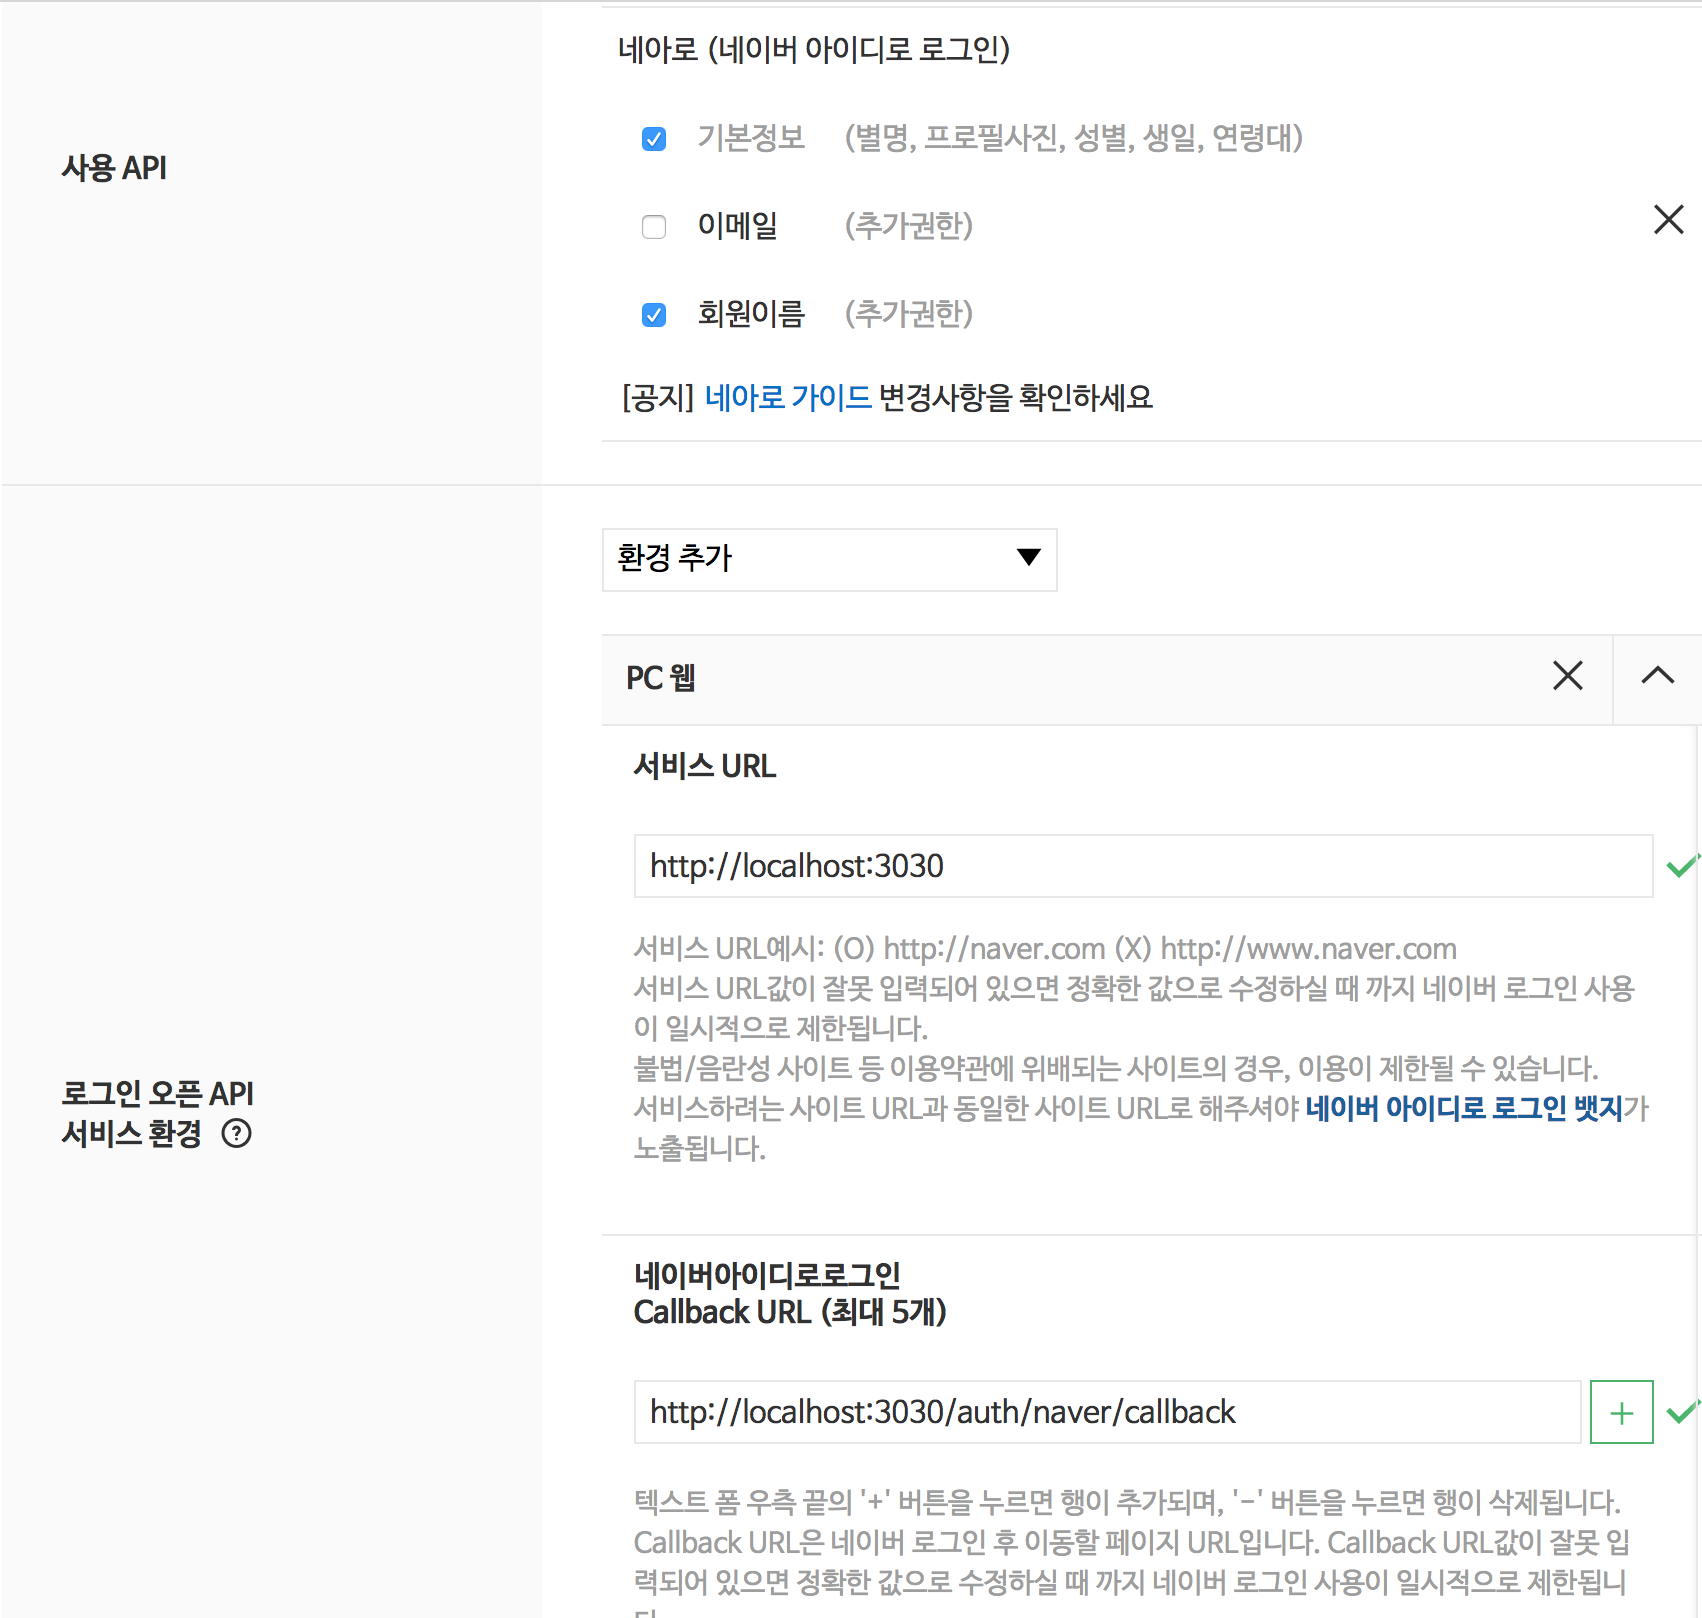 네아로 (네이버 아이디로 로그인)
사용 API
기본정보 (별명, 프로필사진, 성별, 생일, 연령대)
이메일 (추가권한)
회원이름 (추가권한)
[공지] 네아로 가이드 변경사항을 확인하세요
환경 추가
PC 웹
서비스 URL
http://localhost:3030
서비스 URL예시: (O) http://naver.com (X) http://www.naver.com
서비스 URL값이 잘못 입력되어 있으면 정확한 값으로 수정하실 때 까지 네이버 로그인 사용
이 일시적으로 제한됩니다.
불법/음란성 사이트 등 이용약관에 위배되는 사이트의 경우, 이용이 제한될 수 있습니다.
서비스하려는 사이트 URL과 동일한 사이트 URL로 해주셔야 네이버 아이디로 로그인 뱃지가
노출됩니다.
로그인 오픈 API
서비스 환경 ?
네이버아이디로로그인
Callback URL (최대 5개)
http://localhost:3030/auth/naver/callback
텍스트 폼 우측 끝의 '+' 버튼을 누르면 행이 추가되며, '-' 버튼을 누르면 행이 삭제됩니다.
Callback URL은 네이버 로그인 후 이동할 페이지 URL입니다. Callback URL값이 잘못 입
력되어 있으면 정확한 값으로 수정하실 때 까지 네이버 로그인 사용이 일시적으로 제한됩니